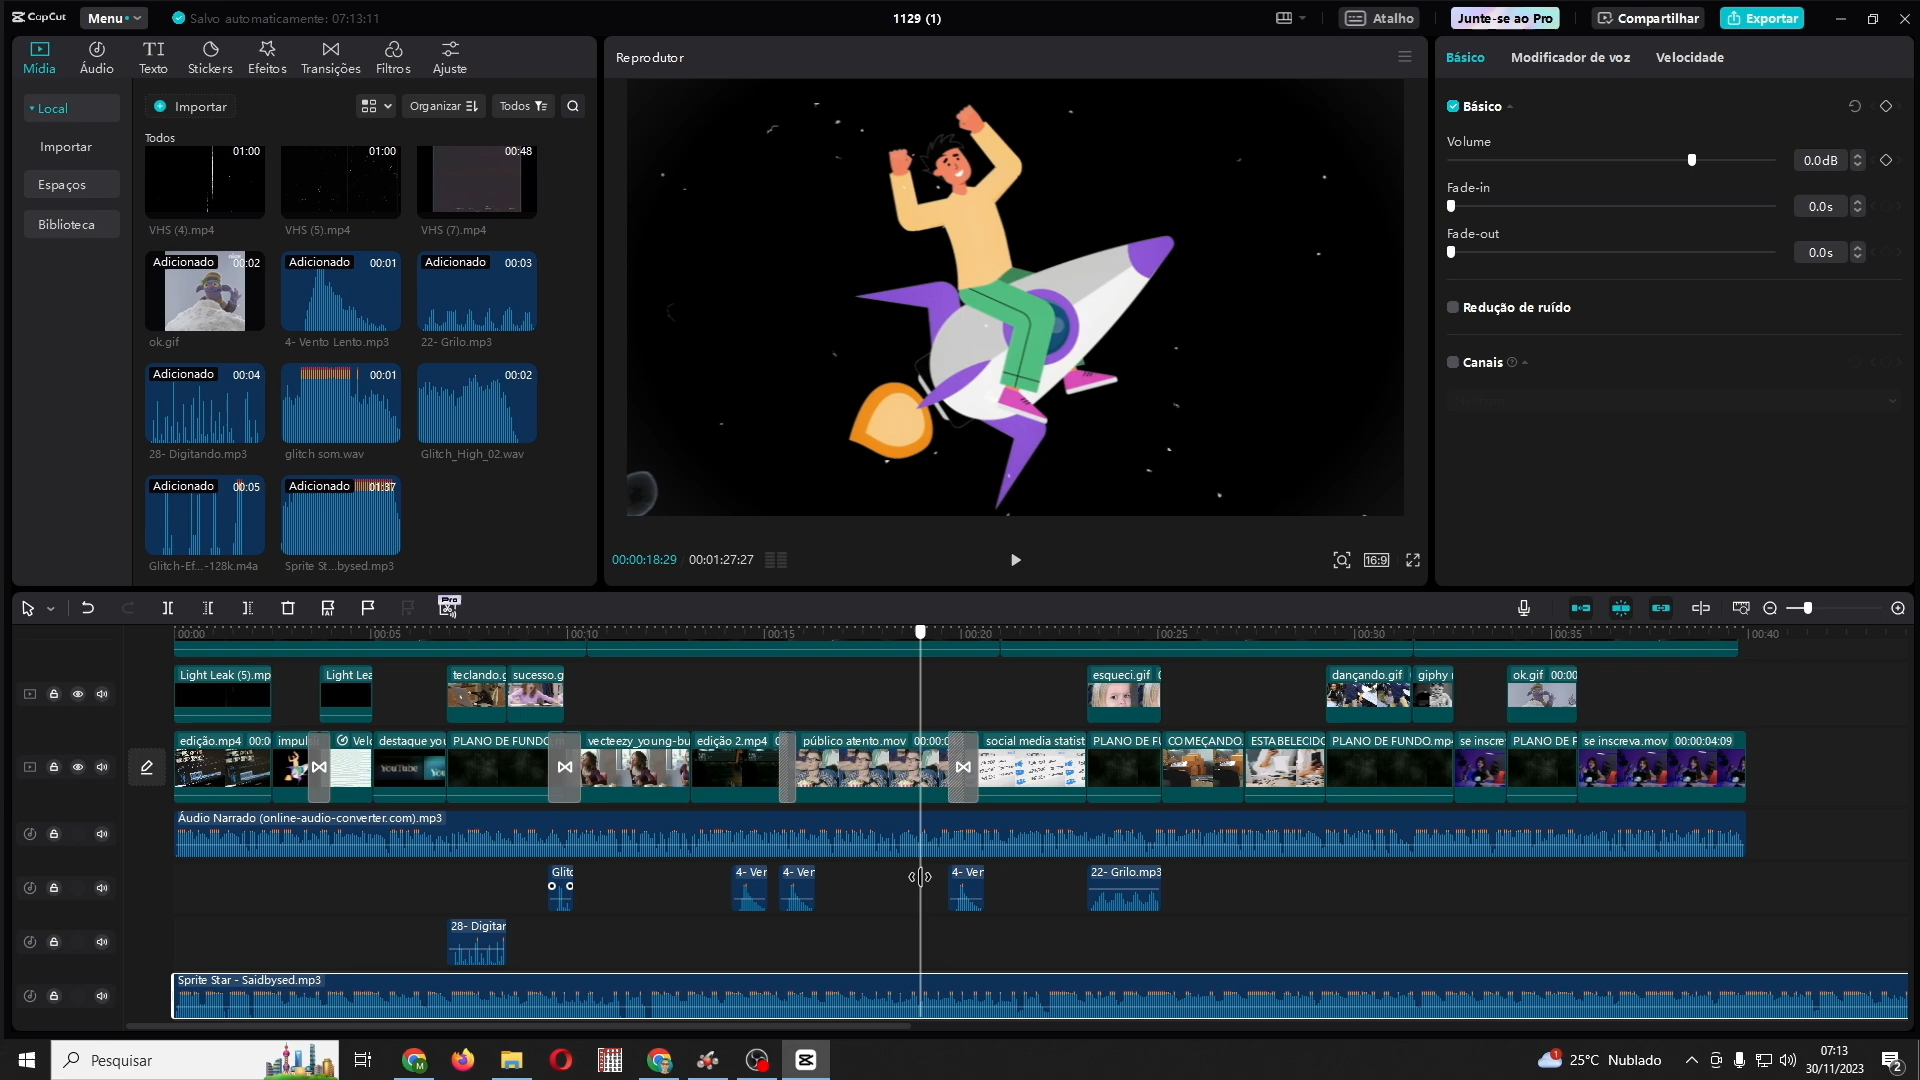 CapCut
Menu
Salvo automaticamente: 07:13:11
1129 (1)
Atalho
Junte-se ao Pro
Compartilhar
Exportar
Mídia
Áudio
Texto
Stickers
Efeitos
Transições
Filtros
Ajuste
Reprodutor
Básico
Modificador de voz
Velocidade
Local
Importar
Espaços
Biblioteca
Importar
Organizar
Todos
Todos
01:00
01:00
00:48
VHS (4).mp4
VHS (5).mp4
VHS (7).mp4
Adicionado 00:02
Adicionado 00:01
Adicionado 00:03
ok.gif
4- Vento Lento.mp3
22- Grilo.mp3
Adicionado 00:04
00:01
00:02
28- Digitando.mp3
glitch som.wav
Glitch_High_02.wav
Adicionado 00:05
Adicionado 01:37
Glitch-Ef...-128k.m4a
Sprite St...bysed.mp3
Básico
Volume
0.0dB
Fade-in
0.0s
Fade-out
0.0s
Redução de ruído
Canais
00:00:18:29
00:01:27:27
16:9
Pro
00:00
00:05
00:10
00:15
00:20
00:25
00:30
00:35
00:40
Light Leak (5).mp
Light Lea
teclando.g
sucesso.g
esqueci.gif
dançando.gif
giphy
ok.gif 00:00
edição.mp4 00:0
impul
Velo
destaque you
PLANO DE FUNDO.m
vecteezy_young-bu
edição 2.mp4
público atento.mov 00:00:0
social media statist
PLANO DE FU
COMEÇANDO.
ESTABELECIDO
PLANO DE FUNDO.mp4
se inscre
PLANO DE F
se inscreva.mov 00:00:04:09
YouTube
Áudio Narrado (online-audio-converter.com).mp3
Glitc
4- Ver
4- Ver
4- Ver
22- Grilo.mp3
28- Digitar
Sprite Star - Saidbysed.mp3
Pesquisar
25°C Nublado
07:13
30/11/2023
2